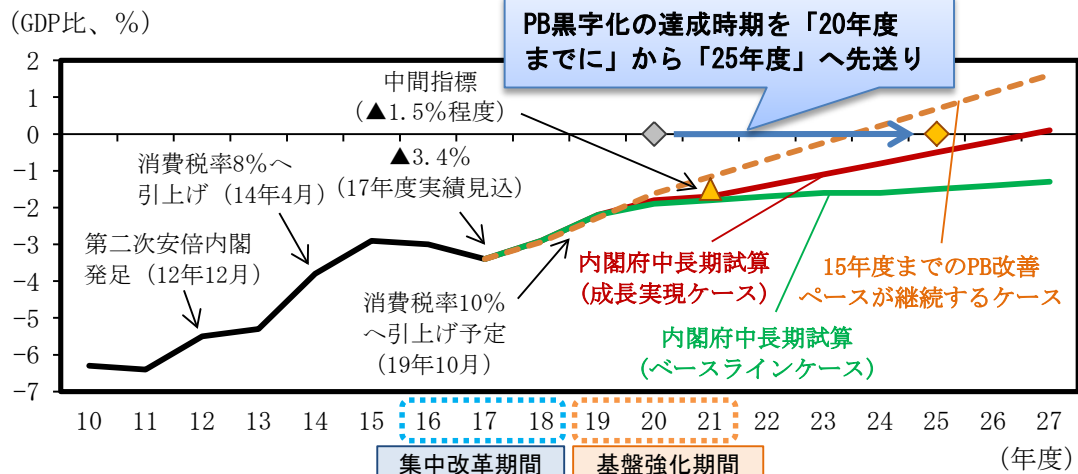 (GDP比、%)
PB黒字化の達成時期を「20年度
までに」から「25年度」へ先送り
2
1
0
-1
-2
-3
-4
-5
-6
-7
中間指標
(▲1.5%程度)
▲3.4%
(17年度実績見込)
消費税率8%へ
引上げ (14年4月)
第二次安倍内閣
発足 (12年12月)
消費税率10%
へ引上げ予定
(19年10月)
内閣府中長期試算
(成長実現ケース)
15年度までのPB改善
ペースが継続するケース
内閣府中長期試算
(ベースラインケース)
10 11 12 13 14 15 16 17 18 19 20 21 22 23 24 25 26 27
(年度)
集中改革期間
基盤強化期間